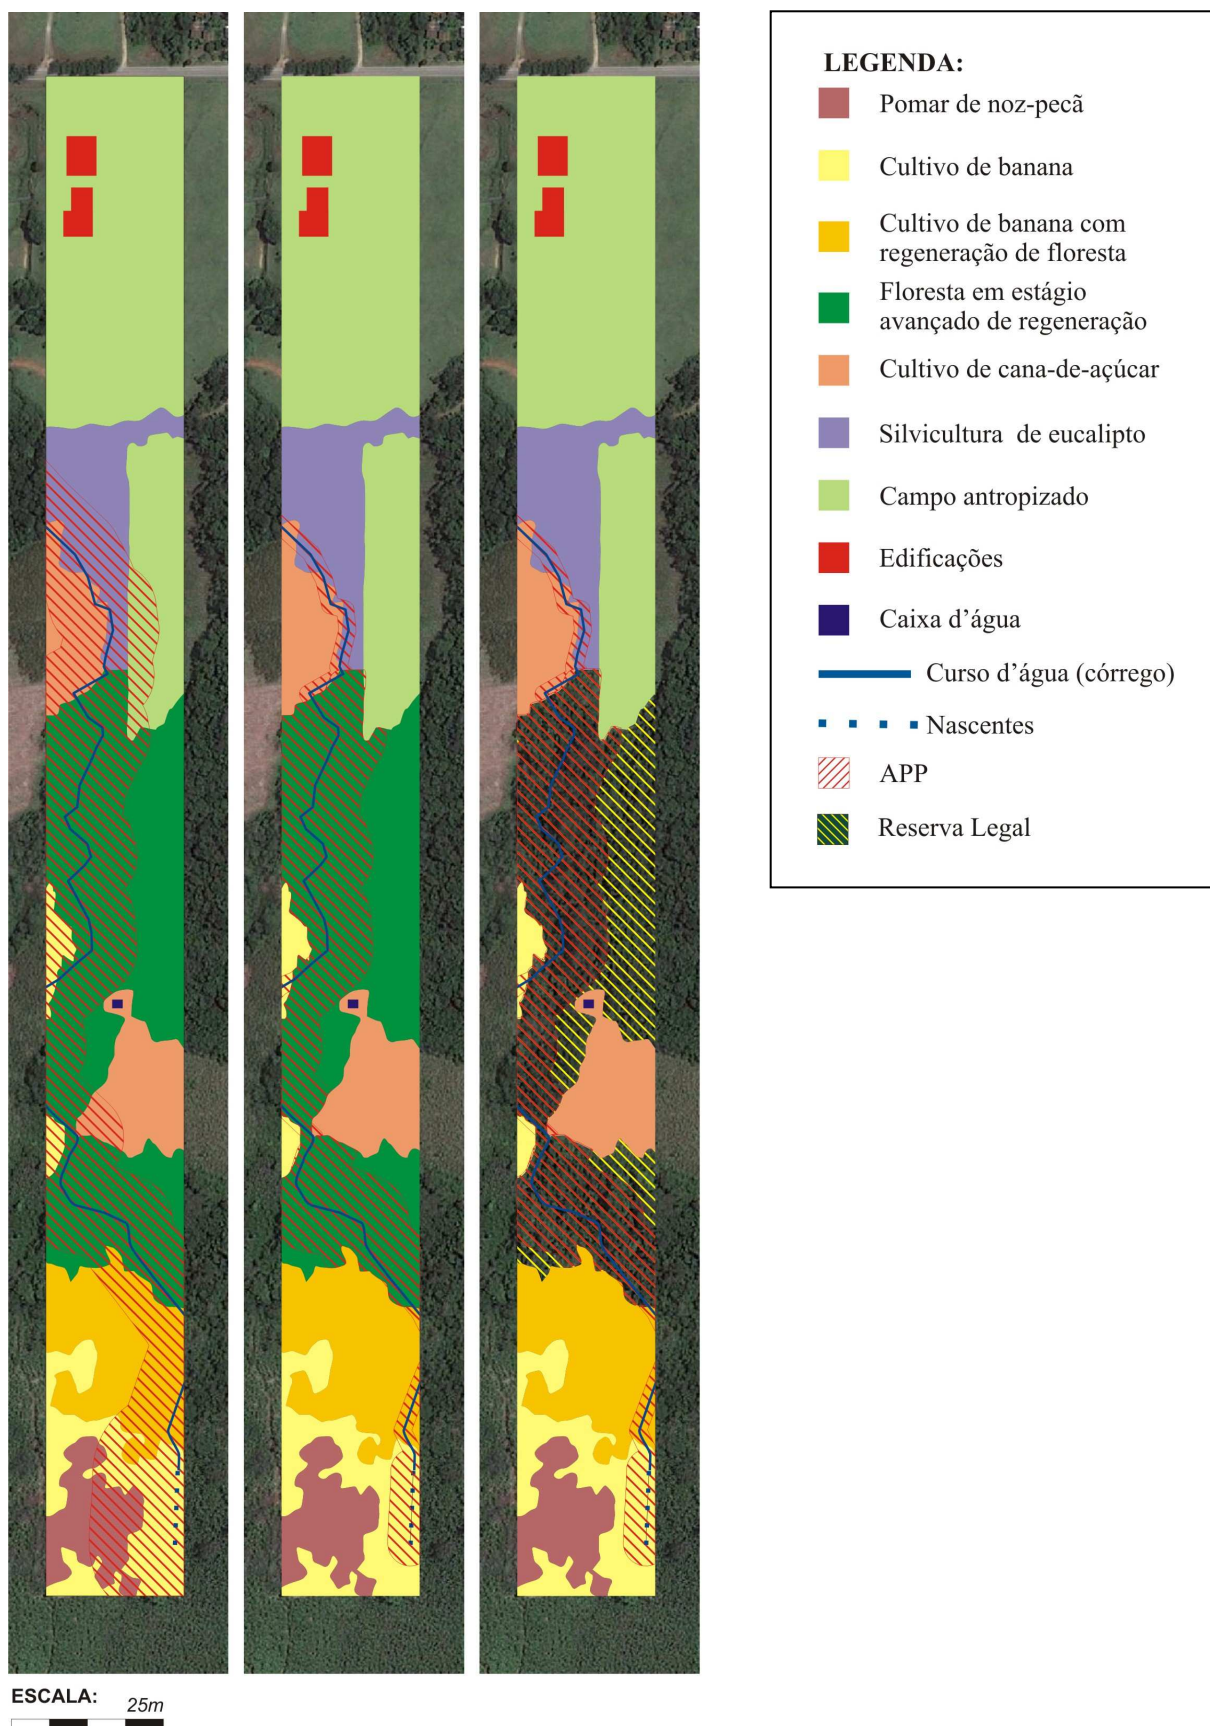 LEGENDA:
Pomar de noz-pecã
Cultivo de banana
Cultivo de banana com
regeneração de floresta
Floresta em estágio
avançado de regeneração
Cultivo de cana-de-açúcar
Silvicultura de eucalipto
Campo antropizado
Edificações
Caixa d’água
Curso d’água (córrego)
Nascentes
APP
Reserva Legal
ESCALA: 25m